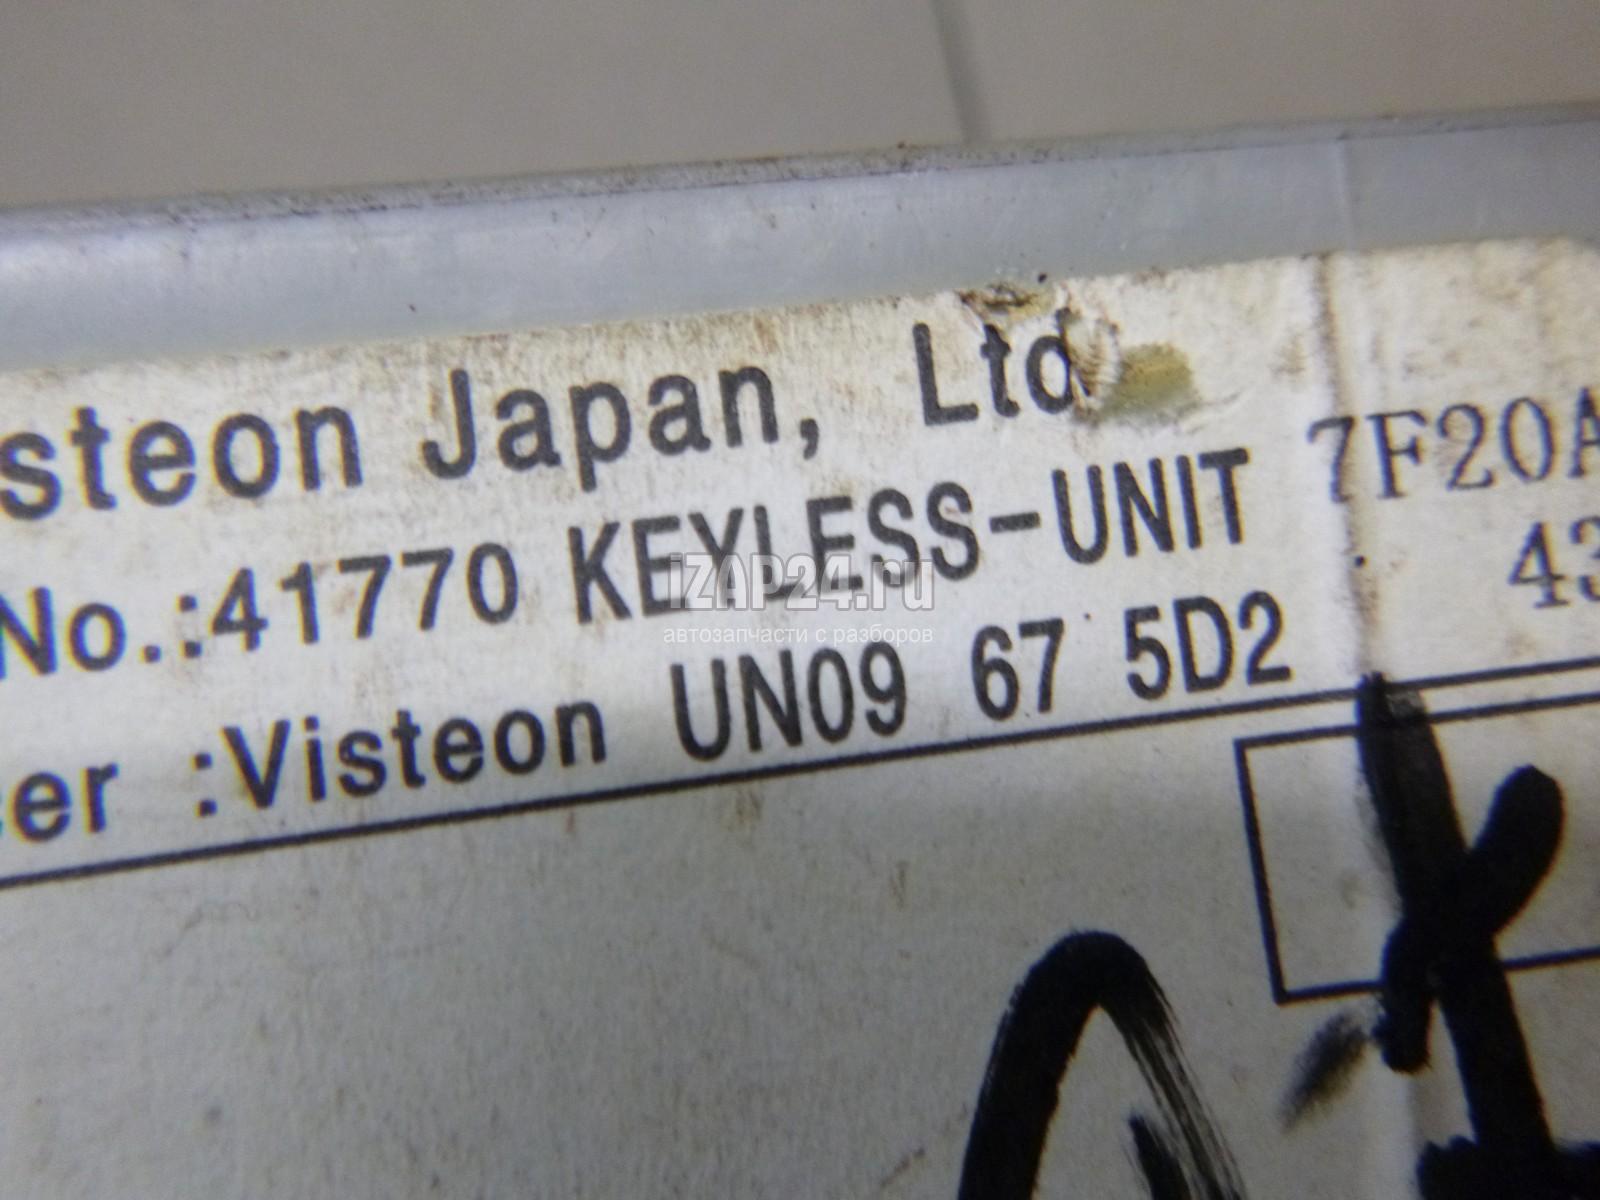 steon Japan, Ltd
No.:41770 KEYLESS-UNIT 7F20A
43
er :Visteon UN09 67 5D2
iZAP24.ru
автозапчасти с разборов